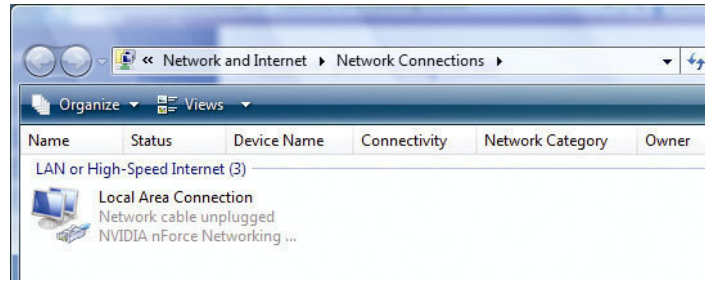 « Network and Internet ▸ Network Connections ▸
Organize Views
Name Status Device Name Connectivity Network Category Owner
LAN or High-Speed Internet (3)
Local Area Connection
Network cable unplugged
NVIDIA nForce Networking ...